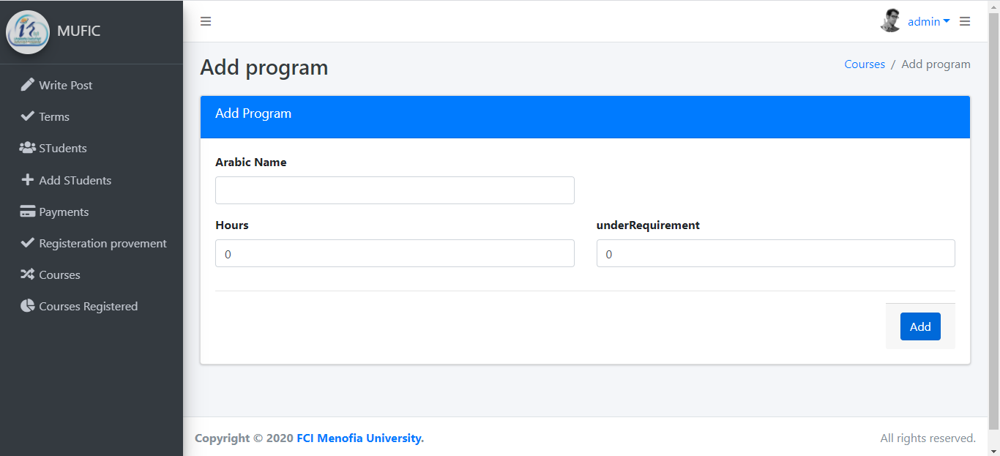 MUFIC
Write Post
Terms
STudents
Add STudents
Payments
Registeration provement
Courses
Courses Registered
admin
Add program
Courses / Add program
Add Program
Arabic Name
Hours
underRequirement
0
0
Add
Copyright © 2020 FCI Menofia University.
All rights reserved.